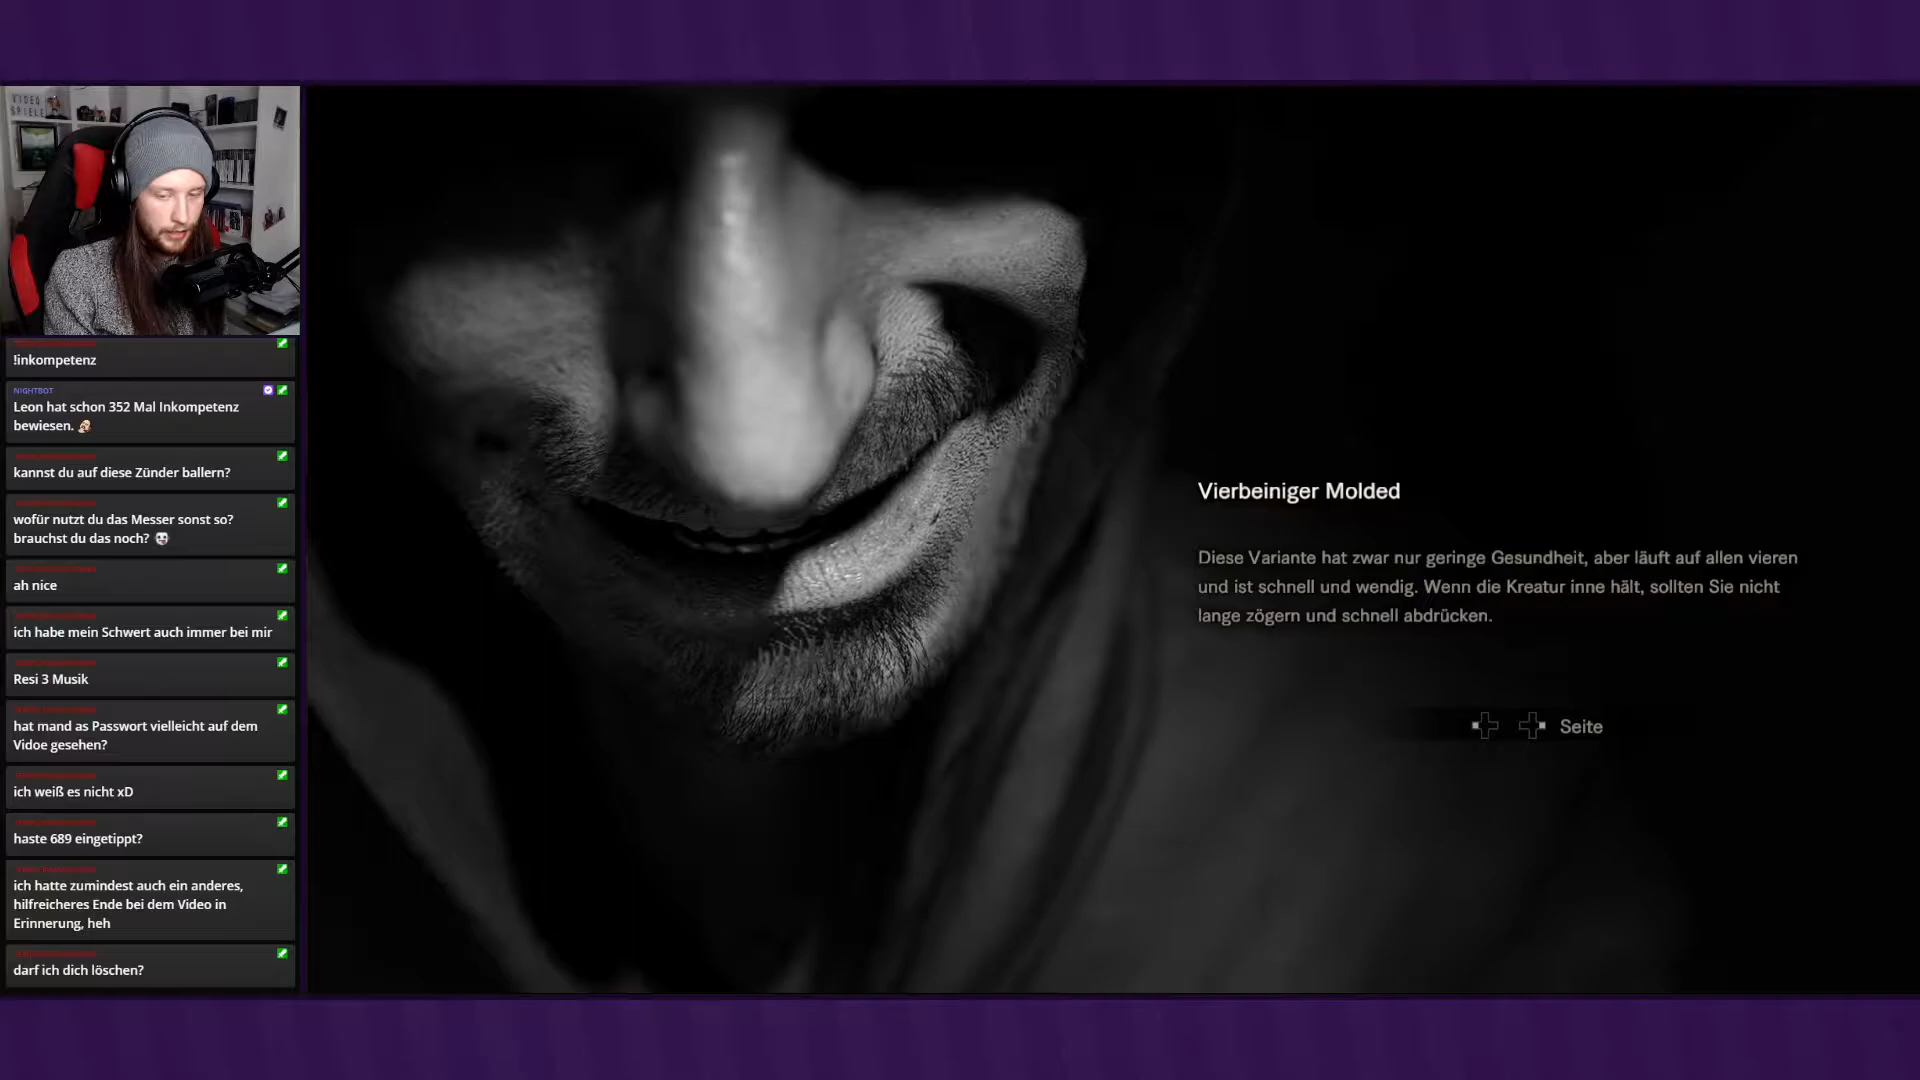 VIDEO
SPIELE
!inkompetenz
NIGHTBOT
Leon hat schon 352 Mal Inkompetenz
bewiesen.
kannst du auf diese Zünder ballern?
wofür nutzt du das Messer sonst so?
brauchst du das noch?
ah nice
ich habe mein Schwert auch immer bei mir
Resi 3 Musik
hat mand as Passwort vielleicht auf dem
Vidoe gesehen?
ich weiß es nicht xD
haste 689 eingetippt?
ich hatte zumindest auch ein anderes,
hilfreicheres Ende bei dem Video in
Erinnerung, heh
darf ich dich löschen?
Vierbeiniger Molded
Diese Variante hat zwar nur geringe Gesundheit, aber läuft auf allen vieren
und ist schnell und wendig. Wenn die Kreatur inne hält, sollten Sie nicht
lange zögern und schnell abdrücken.
Seite